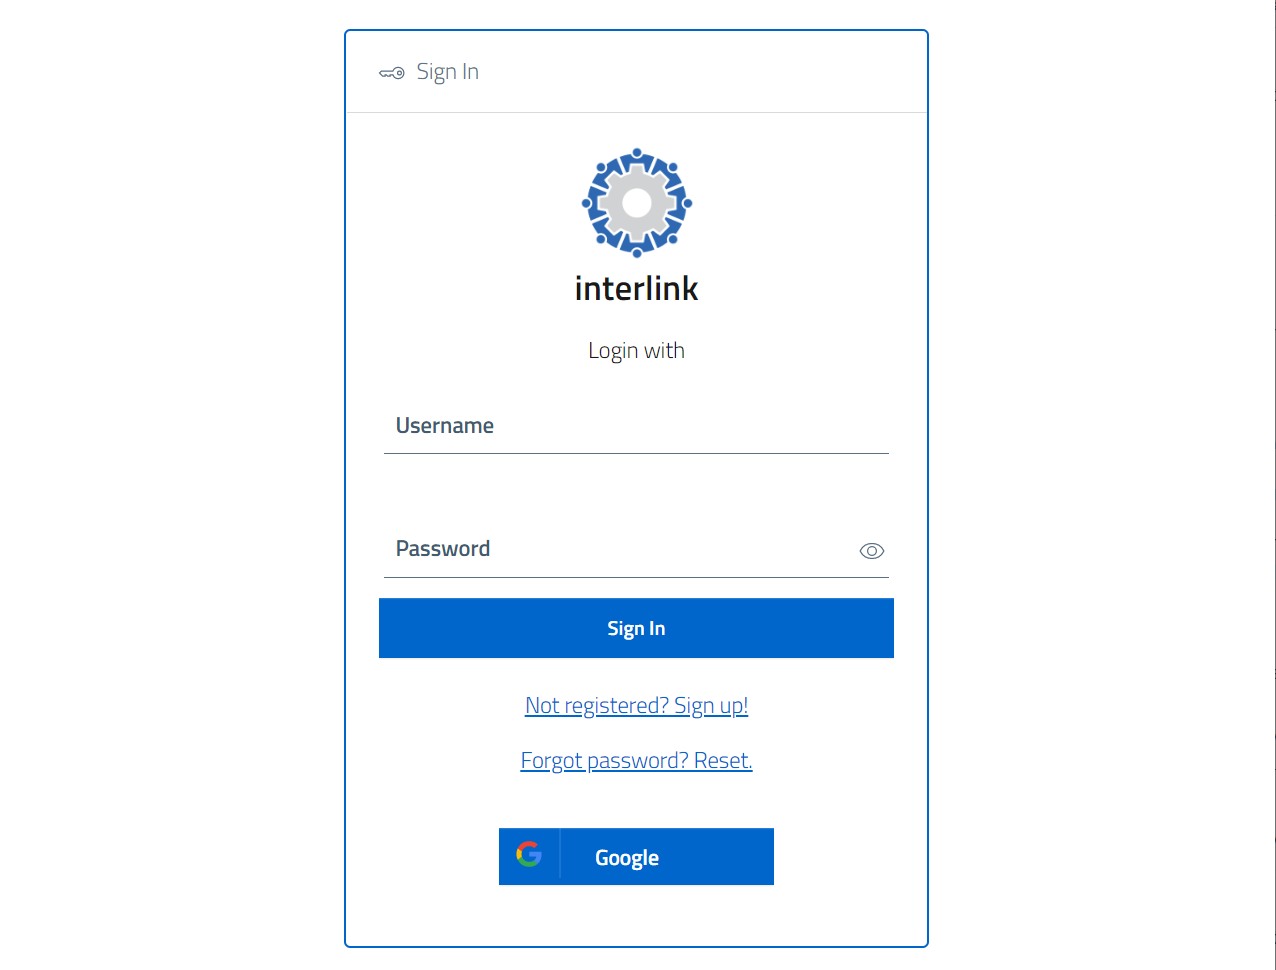 Sign In
interlink
Login with
Username
Password
Sign In
Not registered? Sign up!
Forgot password? Reset.
Google